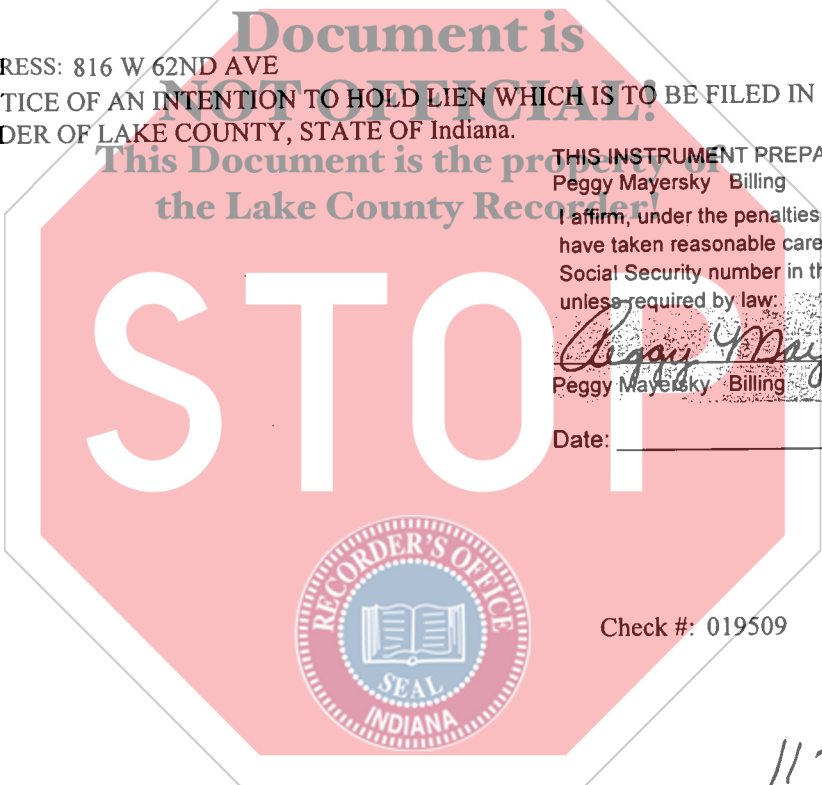 Document is
RESS: 816 W 62ND AVE
NOT OFFICIAL!
TICE OF AN INTENTION TO HOLD LIEN WHICH IS TO BE FILED IN
DER OF LAKE COUNTY, STATE OF Indiana.
This Document is the property of
the Lake County Recorder!
THIS INSTRUMENT PREPA
Peggy Mayersky Billing
I affirm, under the penalties
have taken reasonable care
Social Security number in th
unless required by law:
Peggy May
Peggy Mayersky Billing
Date:
STOP
RECORDER'S OFFICE
SEAL
INDIANA
Check #: 019509
11